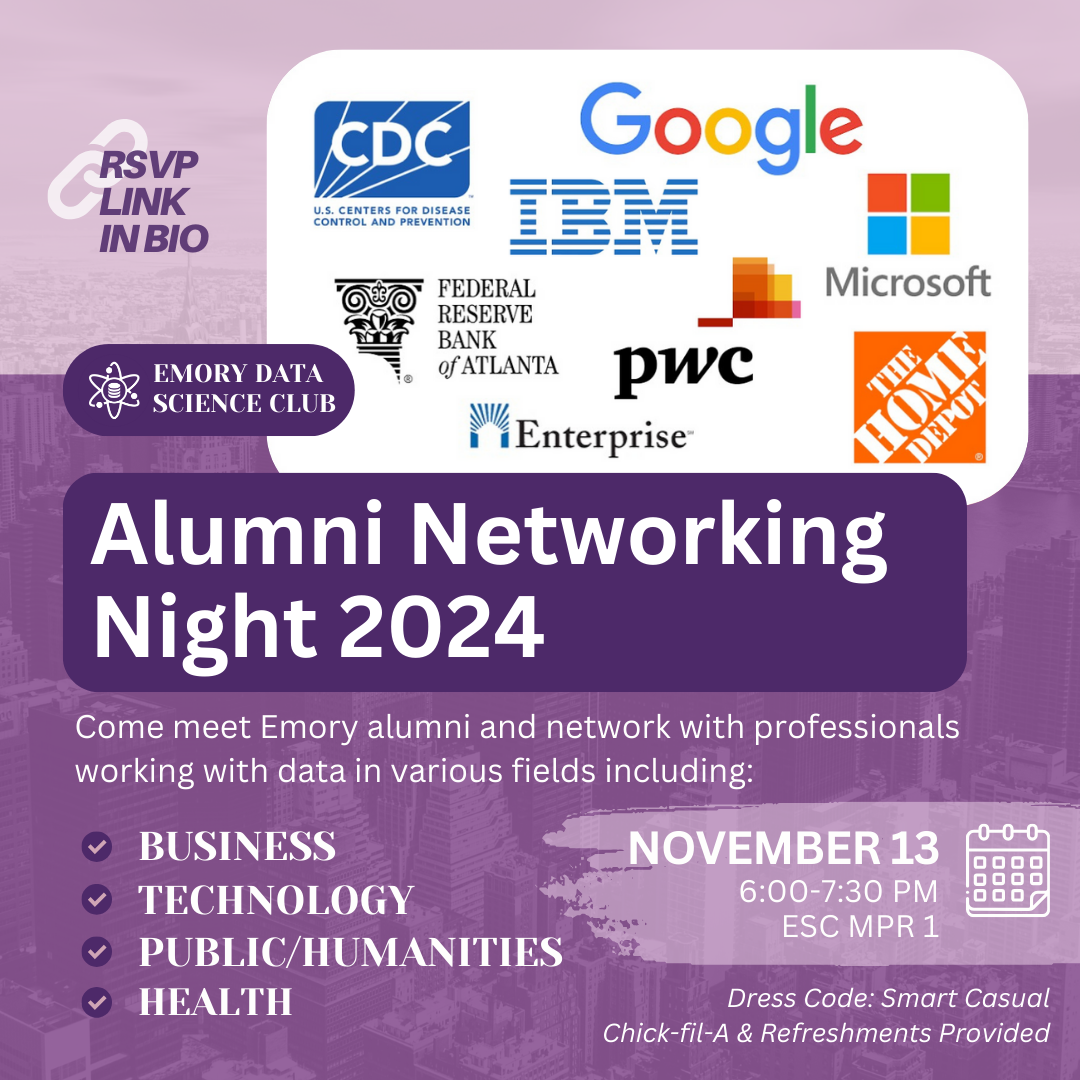 RSVP
LINK
IN BIO
CDC
U.S. CENTERS FOR DISEASE
CONTROL AND PREVENTION
Google
IBM
Microsoft
FEDERAL
RESERVE
BANK
of ATLANTA
®
pwc
THE
HOME
DEPOT
®
Enterprise℠
EMORY DATA
SCIENCE CLUB
Alumni Networking
Night 2024
Come meet Emory alumni and network with professionals
working with data in various fields including:
BUSINESS
TECHNOLOGY
PUBLIC/HUMANITIES
HEALTH
NOVEMBER 13
6:00-7:30 PM
ESC MPR 1
Dress Code: Smart Casual
Chick-fil-A & Refreshments Provided